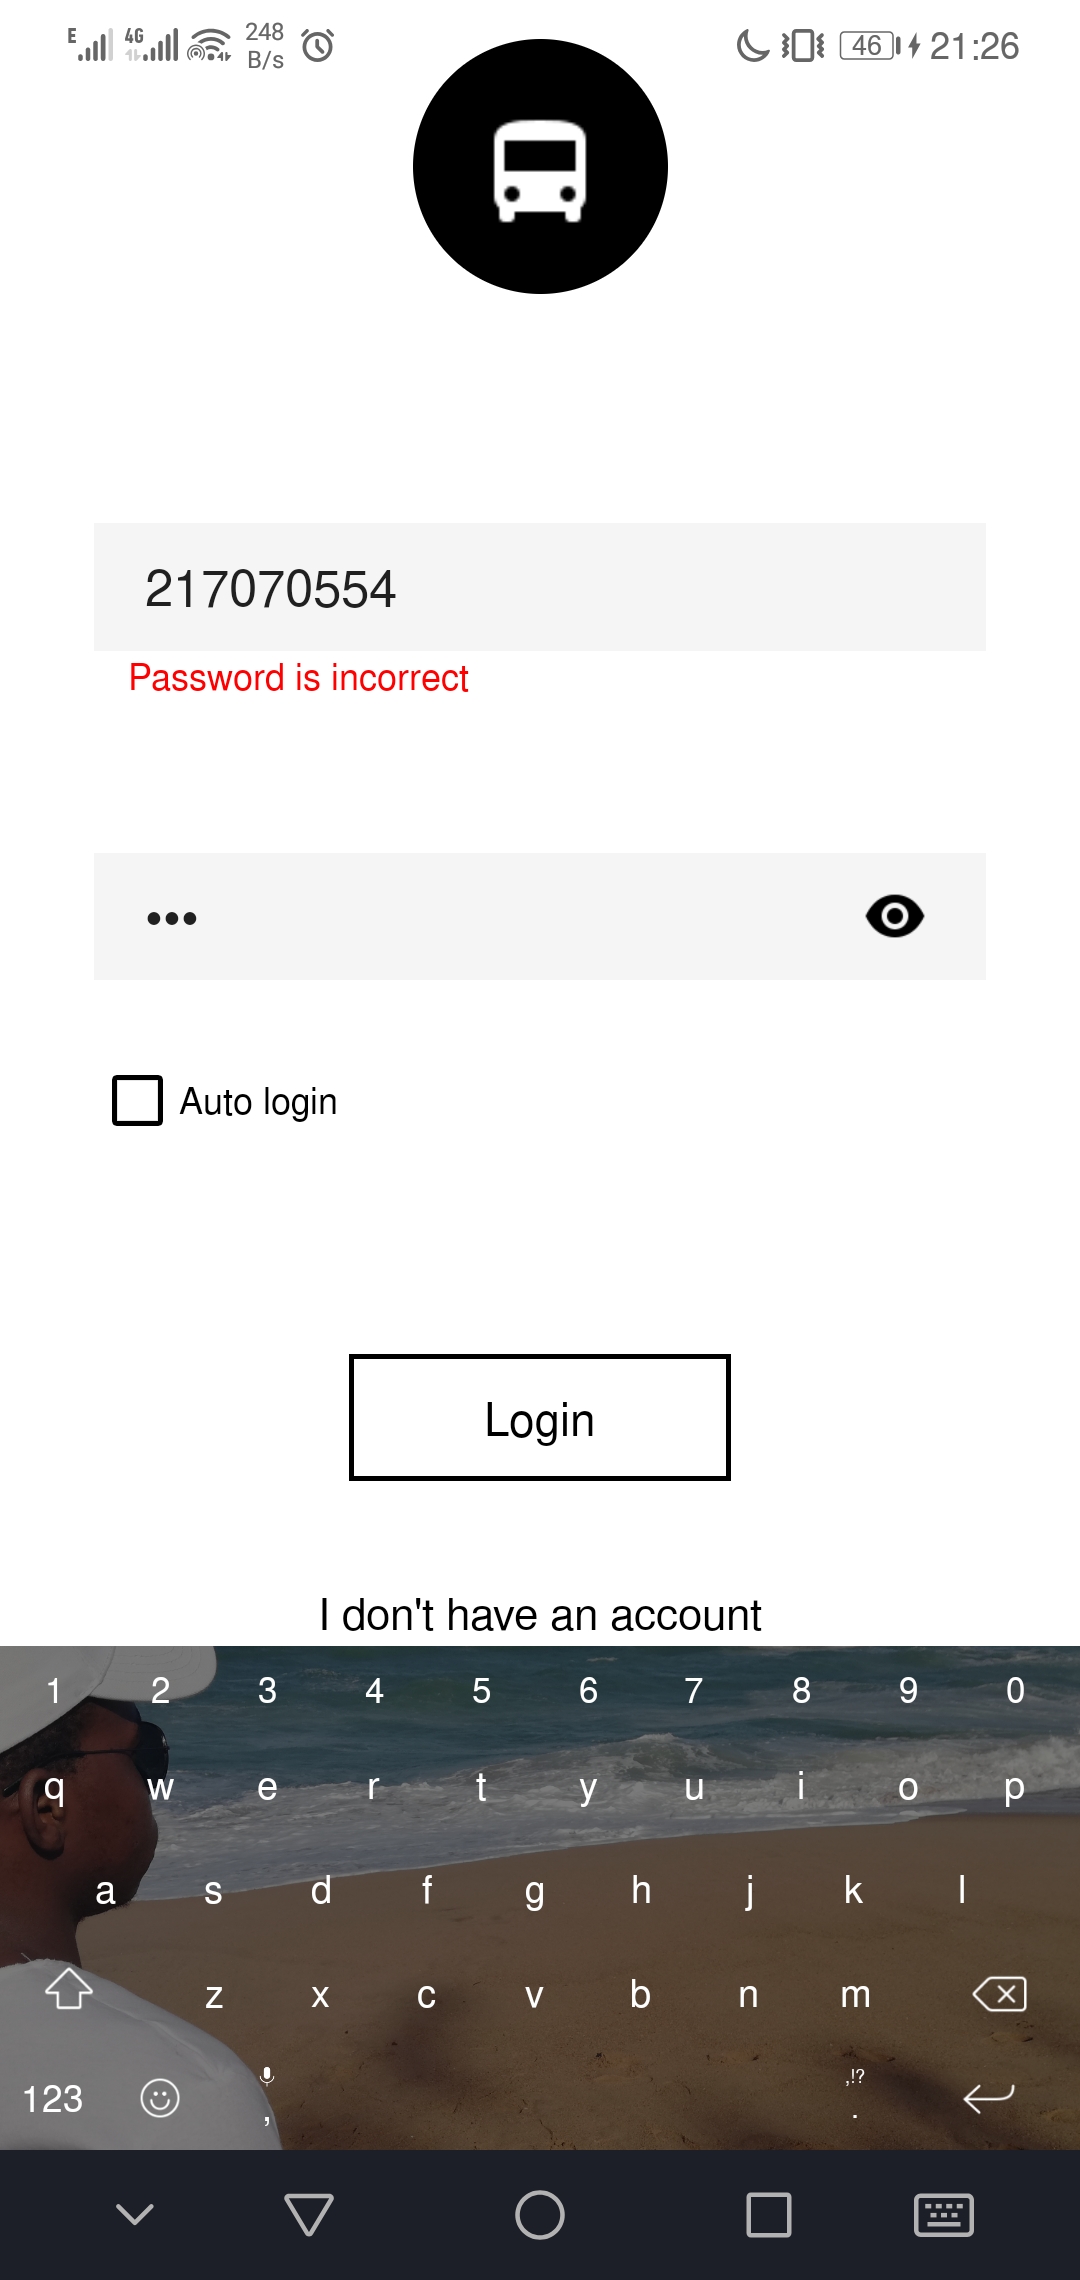 E 4G 248 B/s 46 21:26
217070554
Password is incorrect
•••
Auto login
Login
I don't have an account
1 2 3 4 5 6 7 8 9 0
q w e r t y u i o p
a s d f g h j k l
z x c v b n m
123 , ,!? .